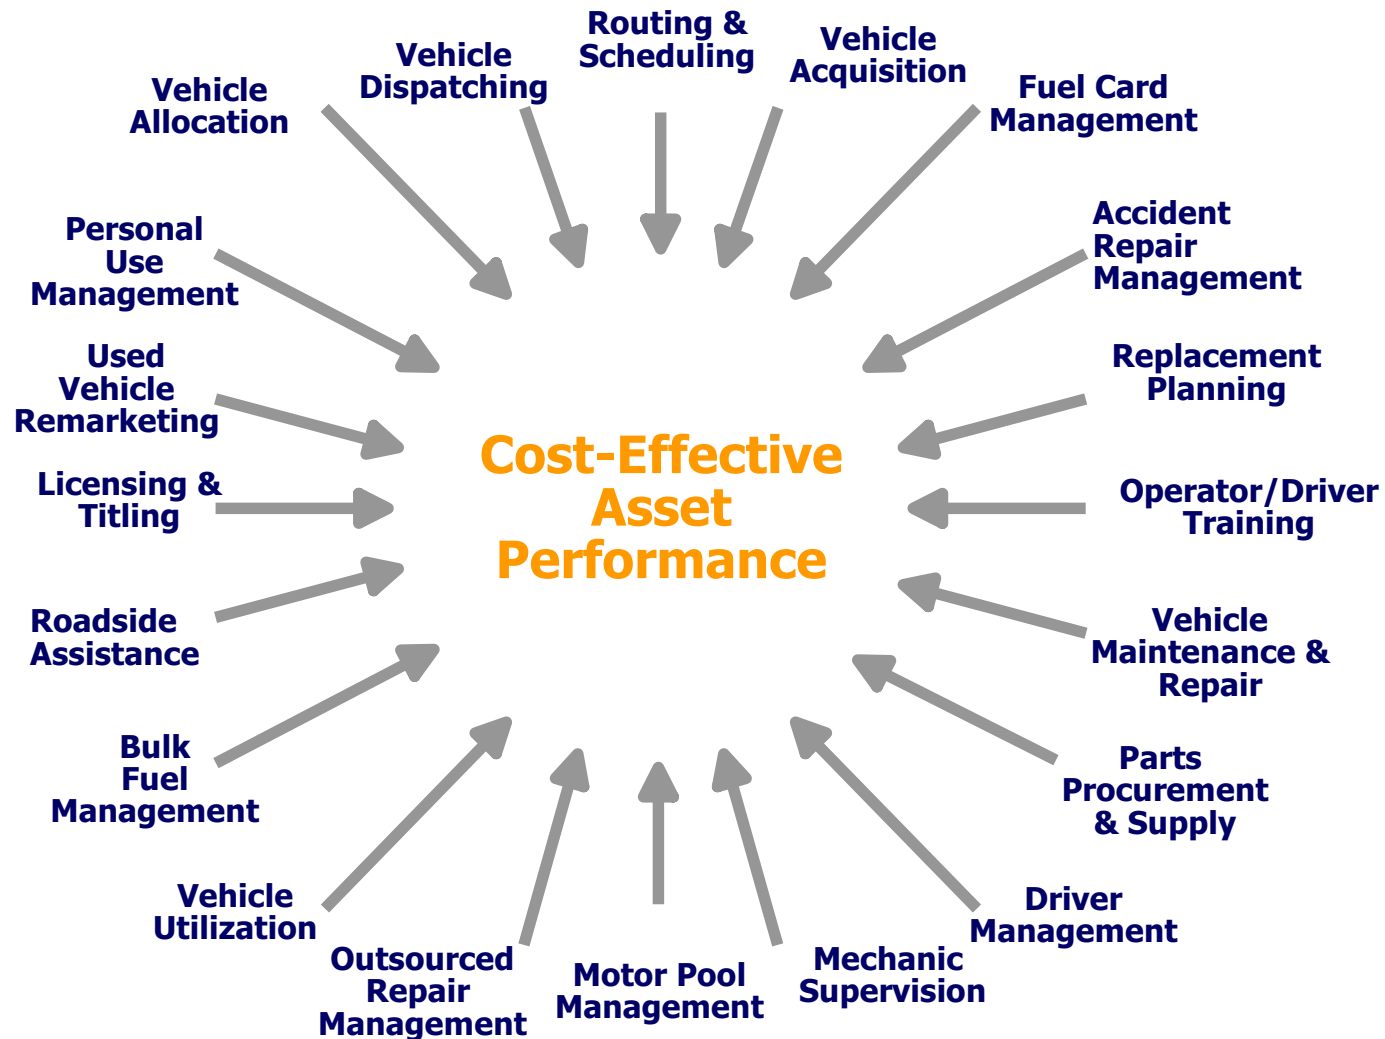 Routing &
Scheduling
Vehicle
Acquisition
Vehicle
Dispatching
Fuel Card
Management
Vehicle
Allocation
Accident
Repair
Management
Personal
Use
Management
Replacement
Planning
Used
Vehicle
Remarketing
Cost-Effective
Asset
Performance
Licensing &
Titling
Operator/Driver
Training
Roadside
Assistance
Vehicle
Maintenance &
Repair
Bulk
Fuel
Management
Parts
Procurement
& Supply
Vehicle
Utilization
Driver
Management
Outsourced
Repair
Management
Motor Pool
Management
Mechanic
Supervision